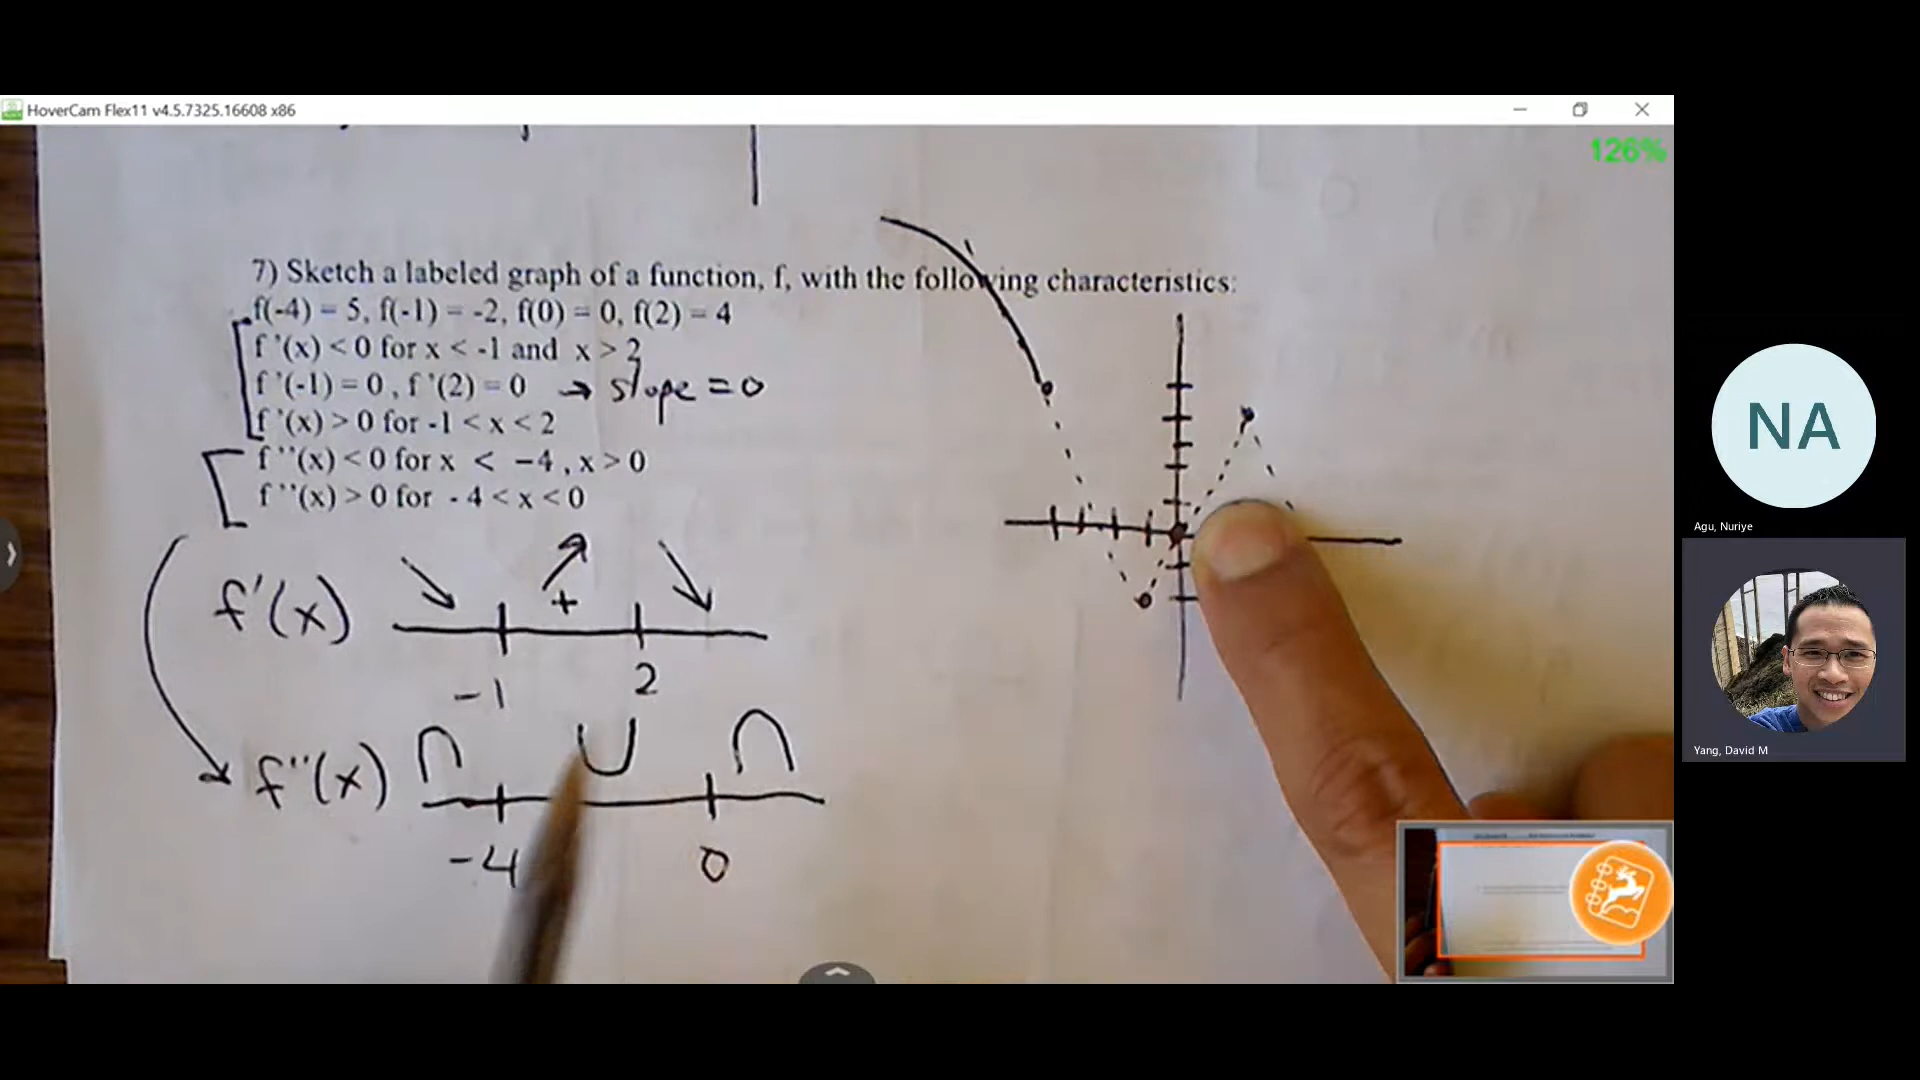 HoverCam Flex11 v4.5.7325.16608 x86
126%
7) Sketch a labeled graph of a function, f, with the following characteristics:
f(-4) = 5, f(-1) = -2, f(0) = 0, f(2) = 4
f '(x) < 0 for x < -1 and x > 2
f '(-1) = 0 , f '(2) = 0 → slope = 0
f '(x) > 0 for -1 < x < 2
f ''(x) < 0 for x < -4 , x > 0
f ''(x) > 0 for - 4 < x < 0
f'(x) +
-1 2
f''(x) ∩ ∪ ∩
-4 0
NA
Agu, Nuriye
Yang, David M